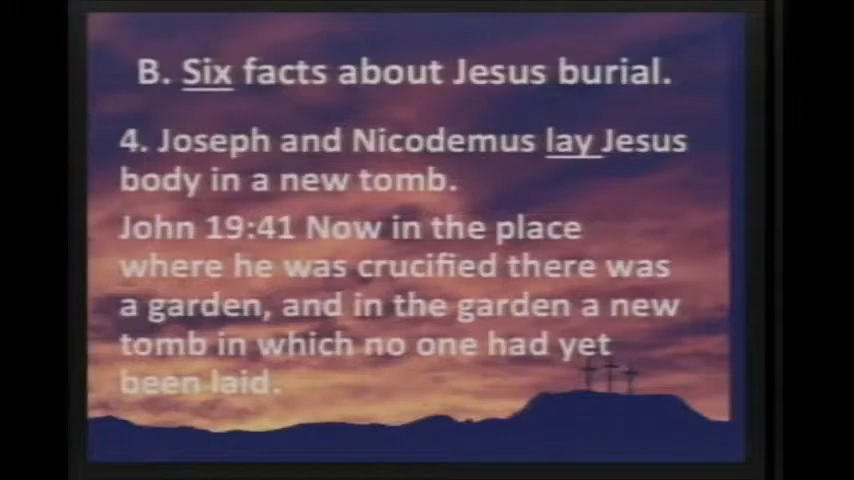 B. Six facts about Jesus burial.
4. Joseph and Nicodemus lay Jesus
body in a new tomb.
John 19:41 Now in the place
where he was crucified there was
a garden, and in the garden a new
tomb in which no one had yet
been laid.